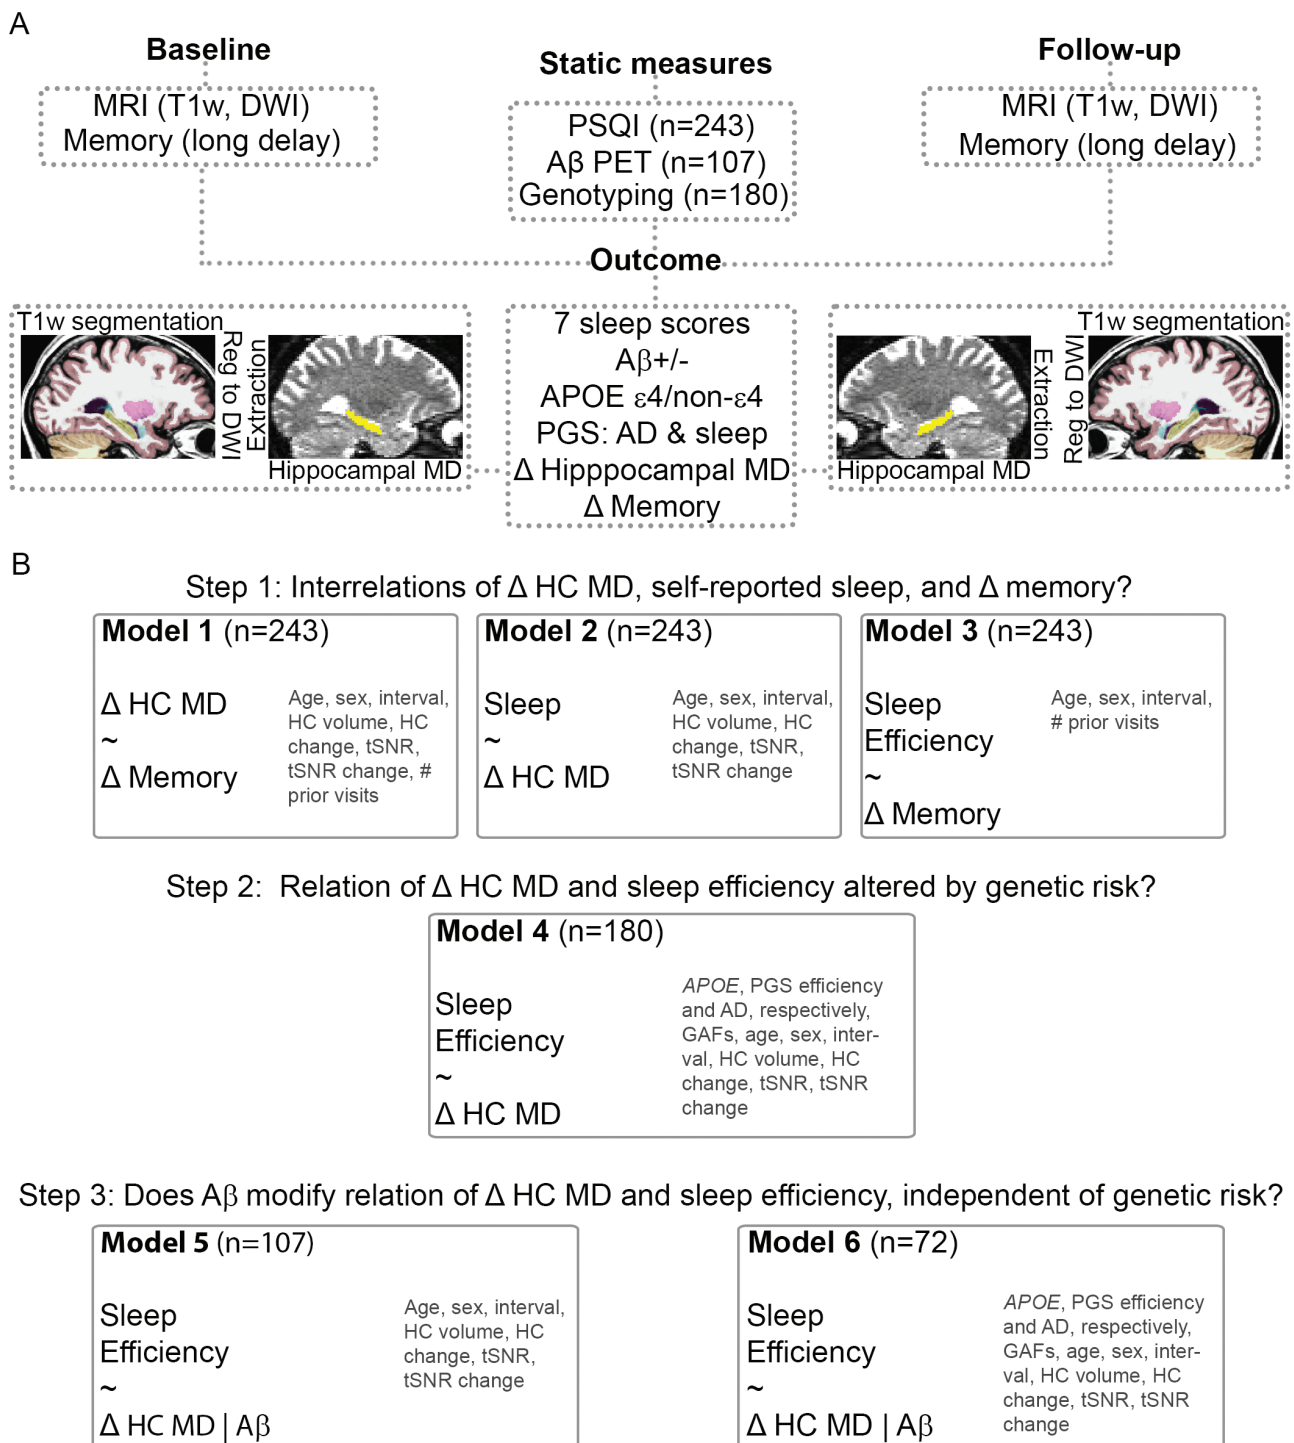 A
Baseline
MRI (T1w, DWI)
Memory (long delay)
Static measures
PSQI (n=243)
Aβ PET (n=107)
Genotyping (n=180)
Follow-up
MRI (T1w, DWI)
Memory (long delay)
Outcome
T1w segmentation
Reg to DWI
Extraction
Hippocampal MD
7 sleep scores
Aβ+/-
APOE ε4/non-ε4
PGS: AD & sleep
Δ Hipppocampal MD
Δ Memory
Hippocampal MD
Extraction
Reg to DWI
T1w segmentation
B
Step 1: Interrelations of Δ HC MD, self-reported sleep, and Δ memory?
Model 1 (n=243)
Δ HC MD
~
Δ Memory
Age, sex, interval,
HC volume, HC
change, tSNR,
tSNR change, #
prior visits
Model 2 (n=243)
Sleep
~
Δ HC MD
Age, sex, interval,
HC volume, HC
change, tSNR,
tSNR change
Model 3 (n=243)
Sleep
Efficiency
~
Δ Memory
Age, sex, interval,
# prior visits
Step 2:  Relation of Δ HC MD and sleep efficiency altered by genetic risk?
Model 4 (n=180)
Sleep
Efficiency
~
Δ HC MD
APOE, PGS efficiency
and AD, respectively,
GAFs, age, sex, inter-
val, HC volume, HC
change, tSNR, tSNR
change
Step 3: Does Aβ modify relation of Δ HC MD and sleep efficiency, independent of genetic risk?
Model 5 (n=107)
Sleep
Efficiency
~
Δ HC MD | Aβ
Age, sex, interval,
HC volume, HC
change, tSNR,
tSNR change
Model 6 (n=72)
Sleep
Efficiency
~
Δ HC MD | Aβ
APOE, PGS efficiency
and AD, respectively,
GAFs, age, sex, inter-
val, HC volume, HC
change, tSNR, tSNR
change